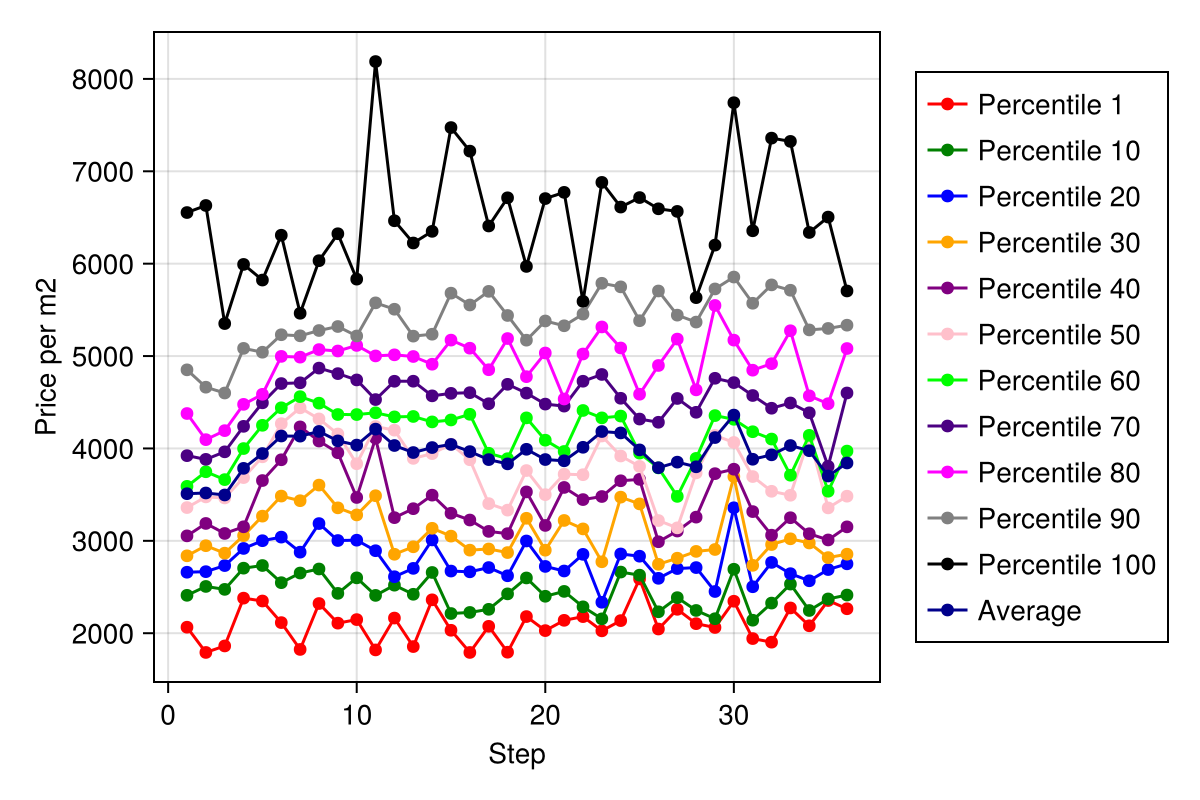 8000
7000
6000
5000
4000
3000
2000
Price per m2
0 10 20 30
Step
Percentile 1
Percentile 10
Percentile 20
Percentile 30
Percentile 40
Percentile 50
Percentile 60
Percentile 70
Percentile 80
Percentile 90
Percentile 100
Average